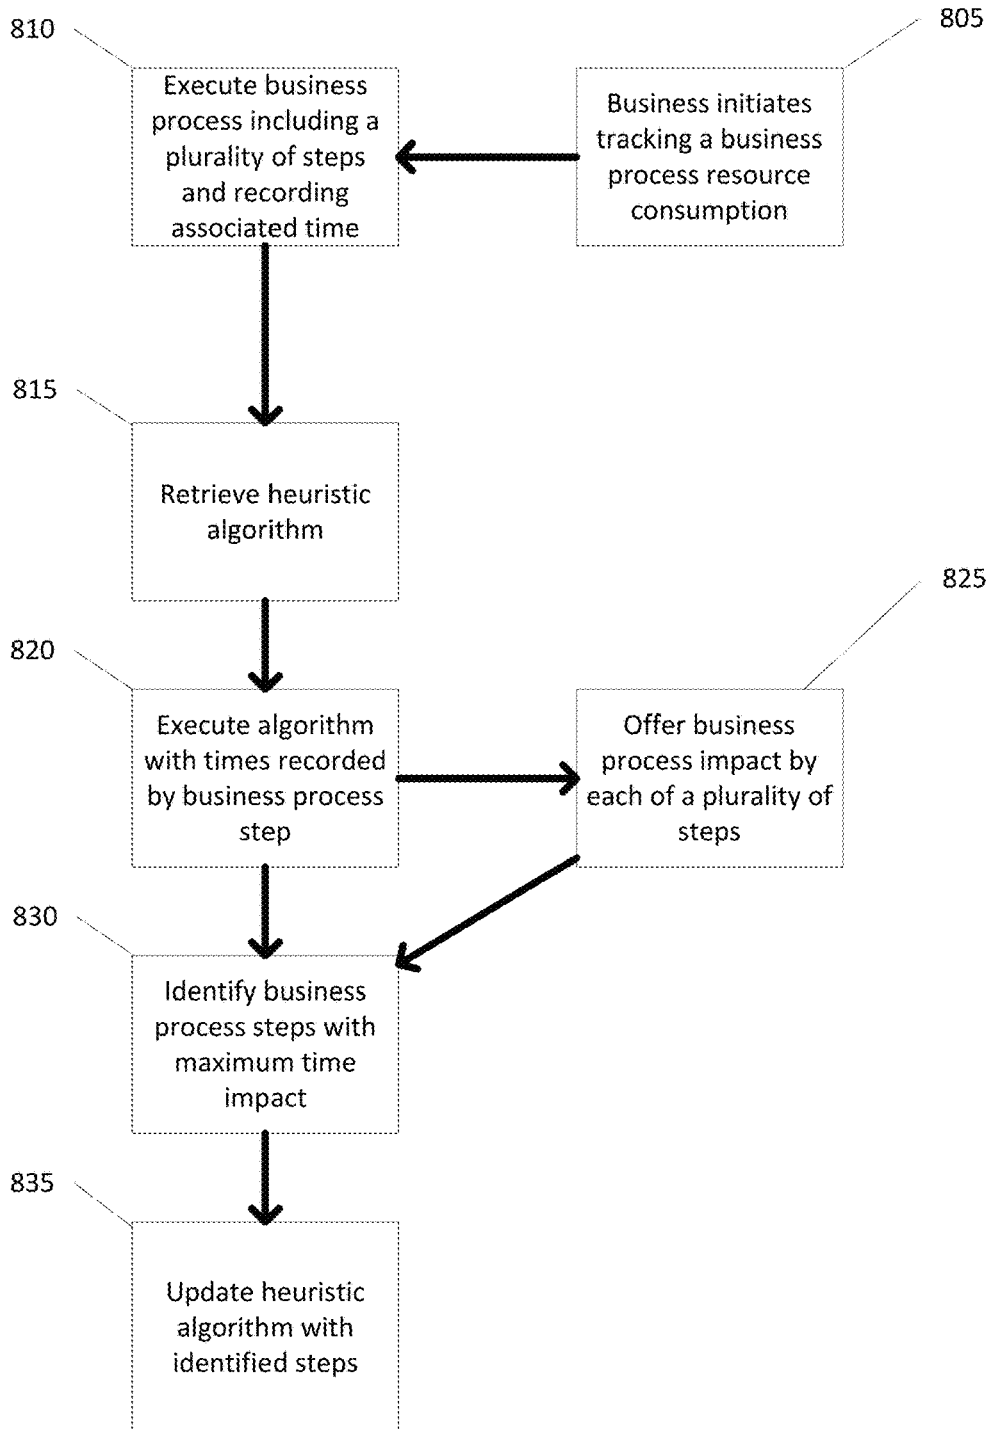 810
805
Execute business
process including a
plurality of steps
and recording
associated time
Business initiates
tracking a business
process resource
consumption
815
Retrieve heuristic
algorithm
820
825
Execute algorithm
with times recorded
by business process
step
Offer business
process impact by
each of a plurality of
steps
830
Identify business
process steps with
maximum time
impact
835
Update heuristic
algorithm with
identified steps